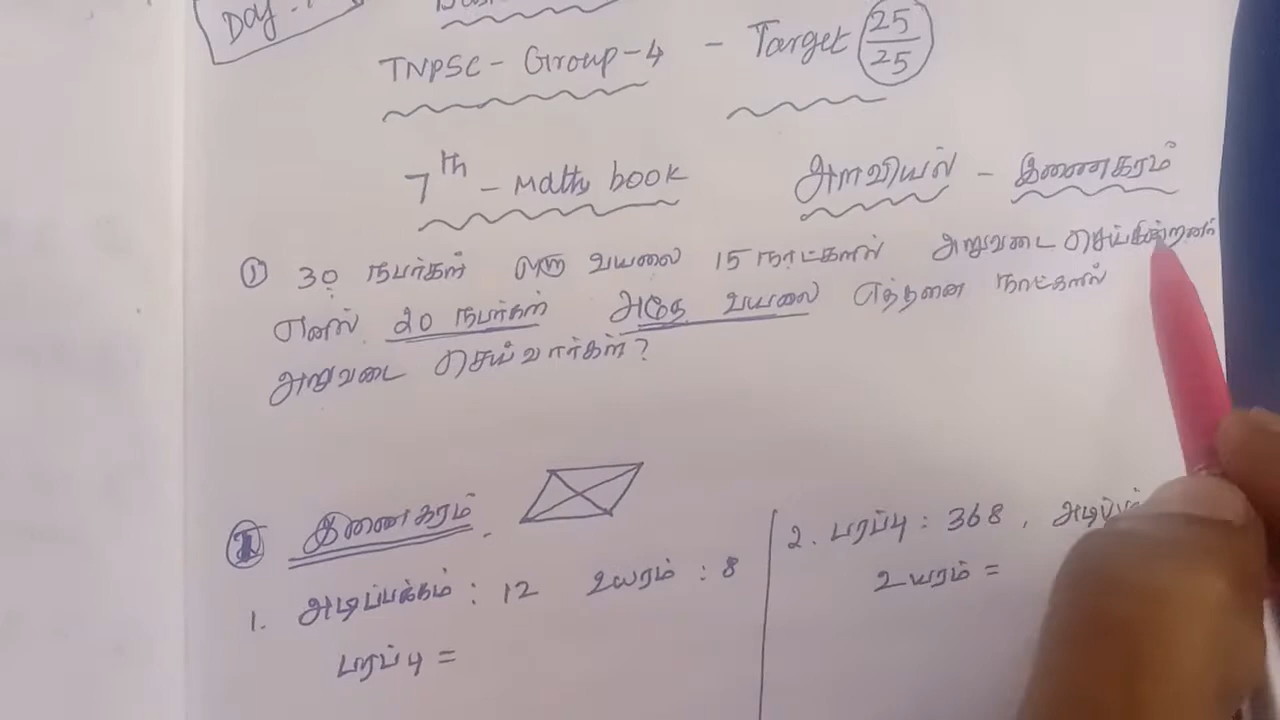 Day
TNPSC - Group-4 - Target 25/25
7th - Math book அளவியல் - இணைகரம்
① 30 நபர்கள் ஒரு வயலை 15 நாட்களில் அறுவடை செய்கின்றனர்
எனில் 20 நபர்கள் அதே வயலை எத்தனை நாட்களில்
அறுவடை செய்வார்கள்?
II இணைகரம்.
1. அடிப்பக்கம் : 12 உயரம் : 8
பரப்பு =
2. பரப்பு : 368 ,
உயரம் =